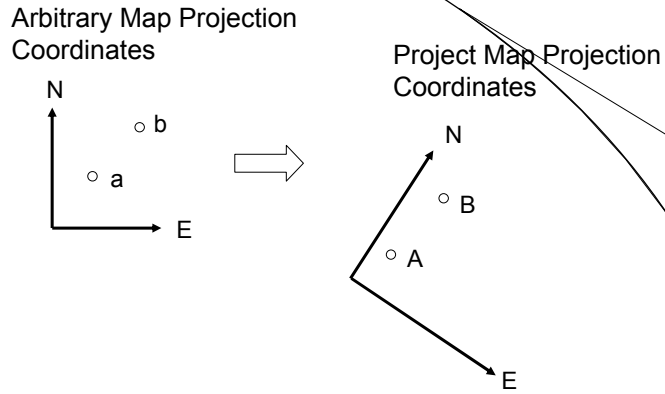 Arbitrary Map Projection
Coordinates
N
b
a
E
Project Map Projection
Coordinates
N
B
A
E